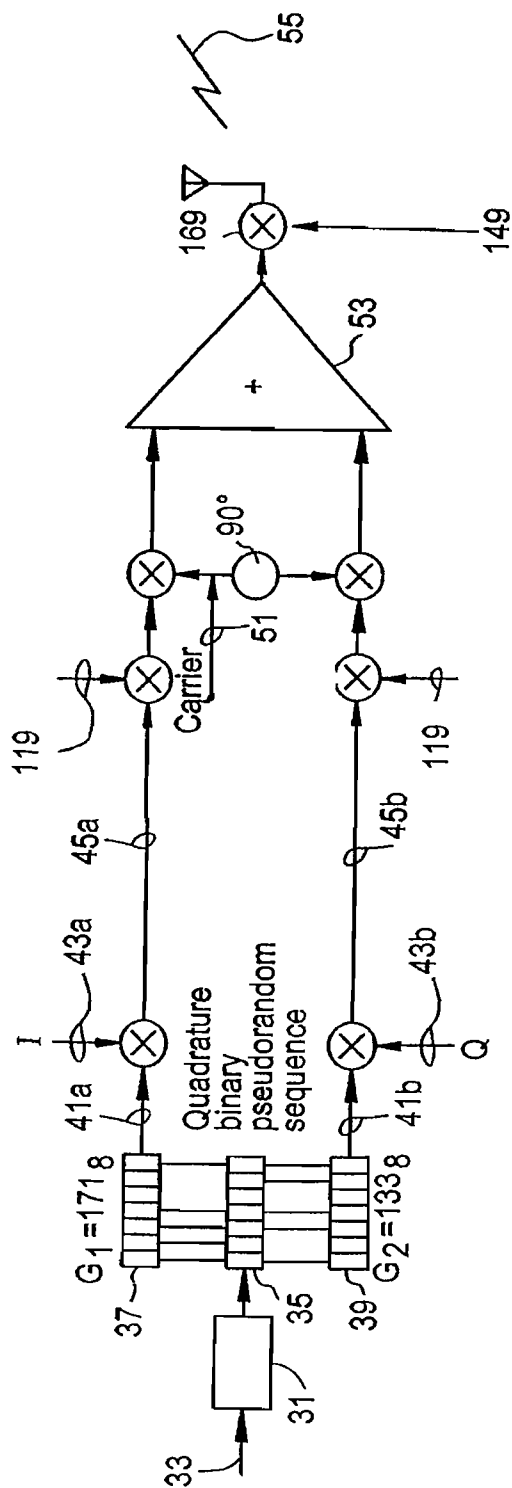 33
31
35
37
G1 = 171 8
39
G2 = 133 8
41a
41b
I
43a
Quadrature
binary
pseudorandom
sequence
43b
Q
45a
45b
119
119
Carrier
51
90°
+
53
169
149
55